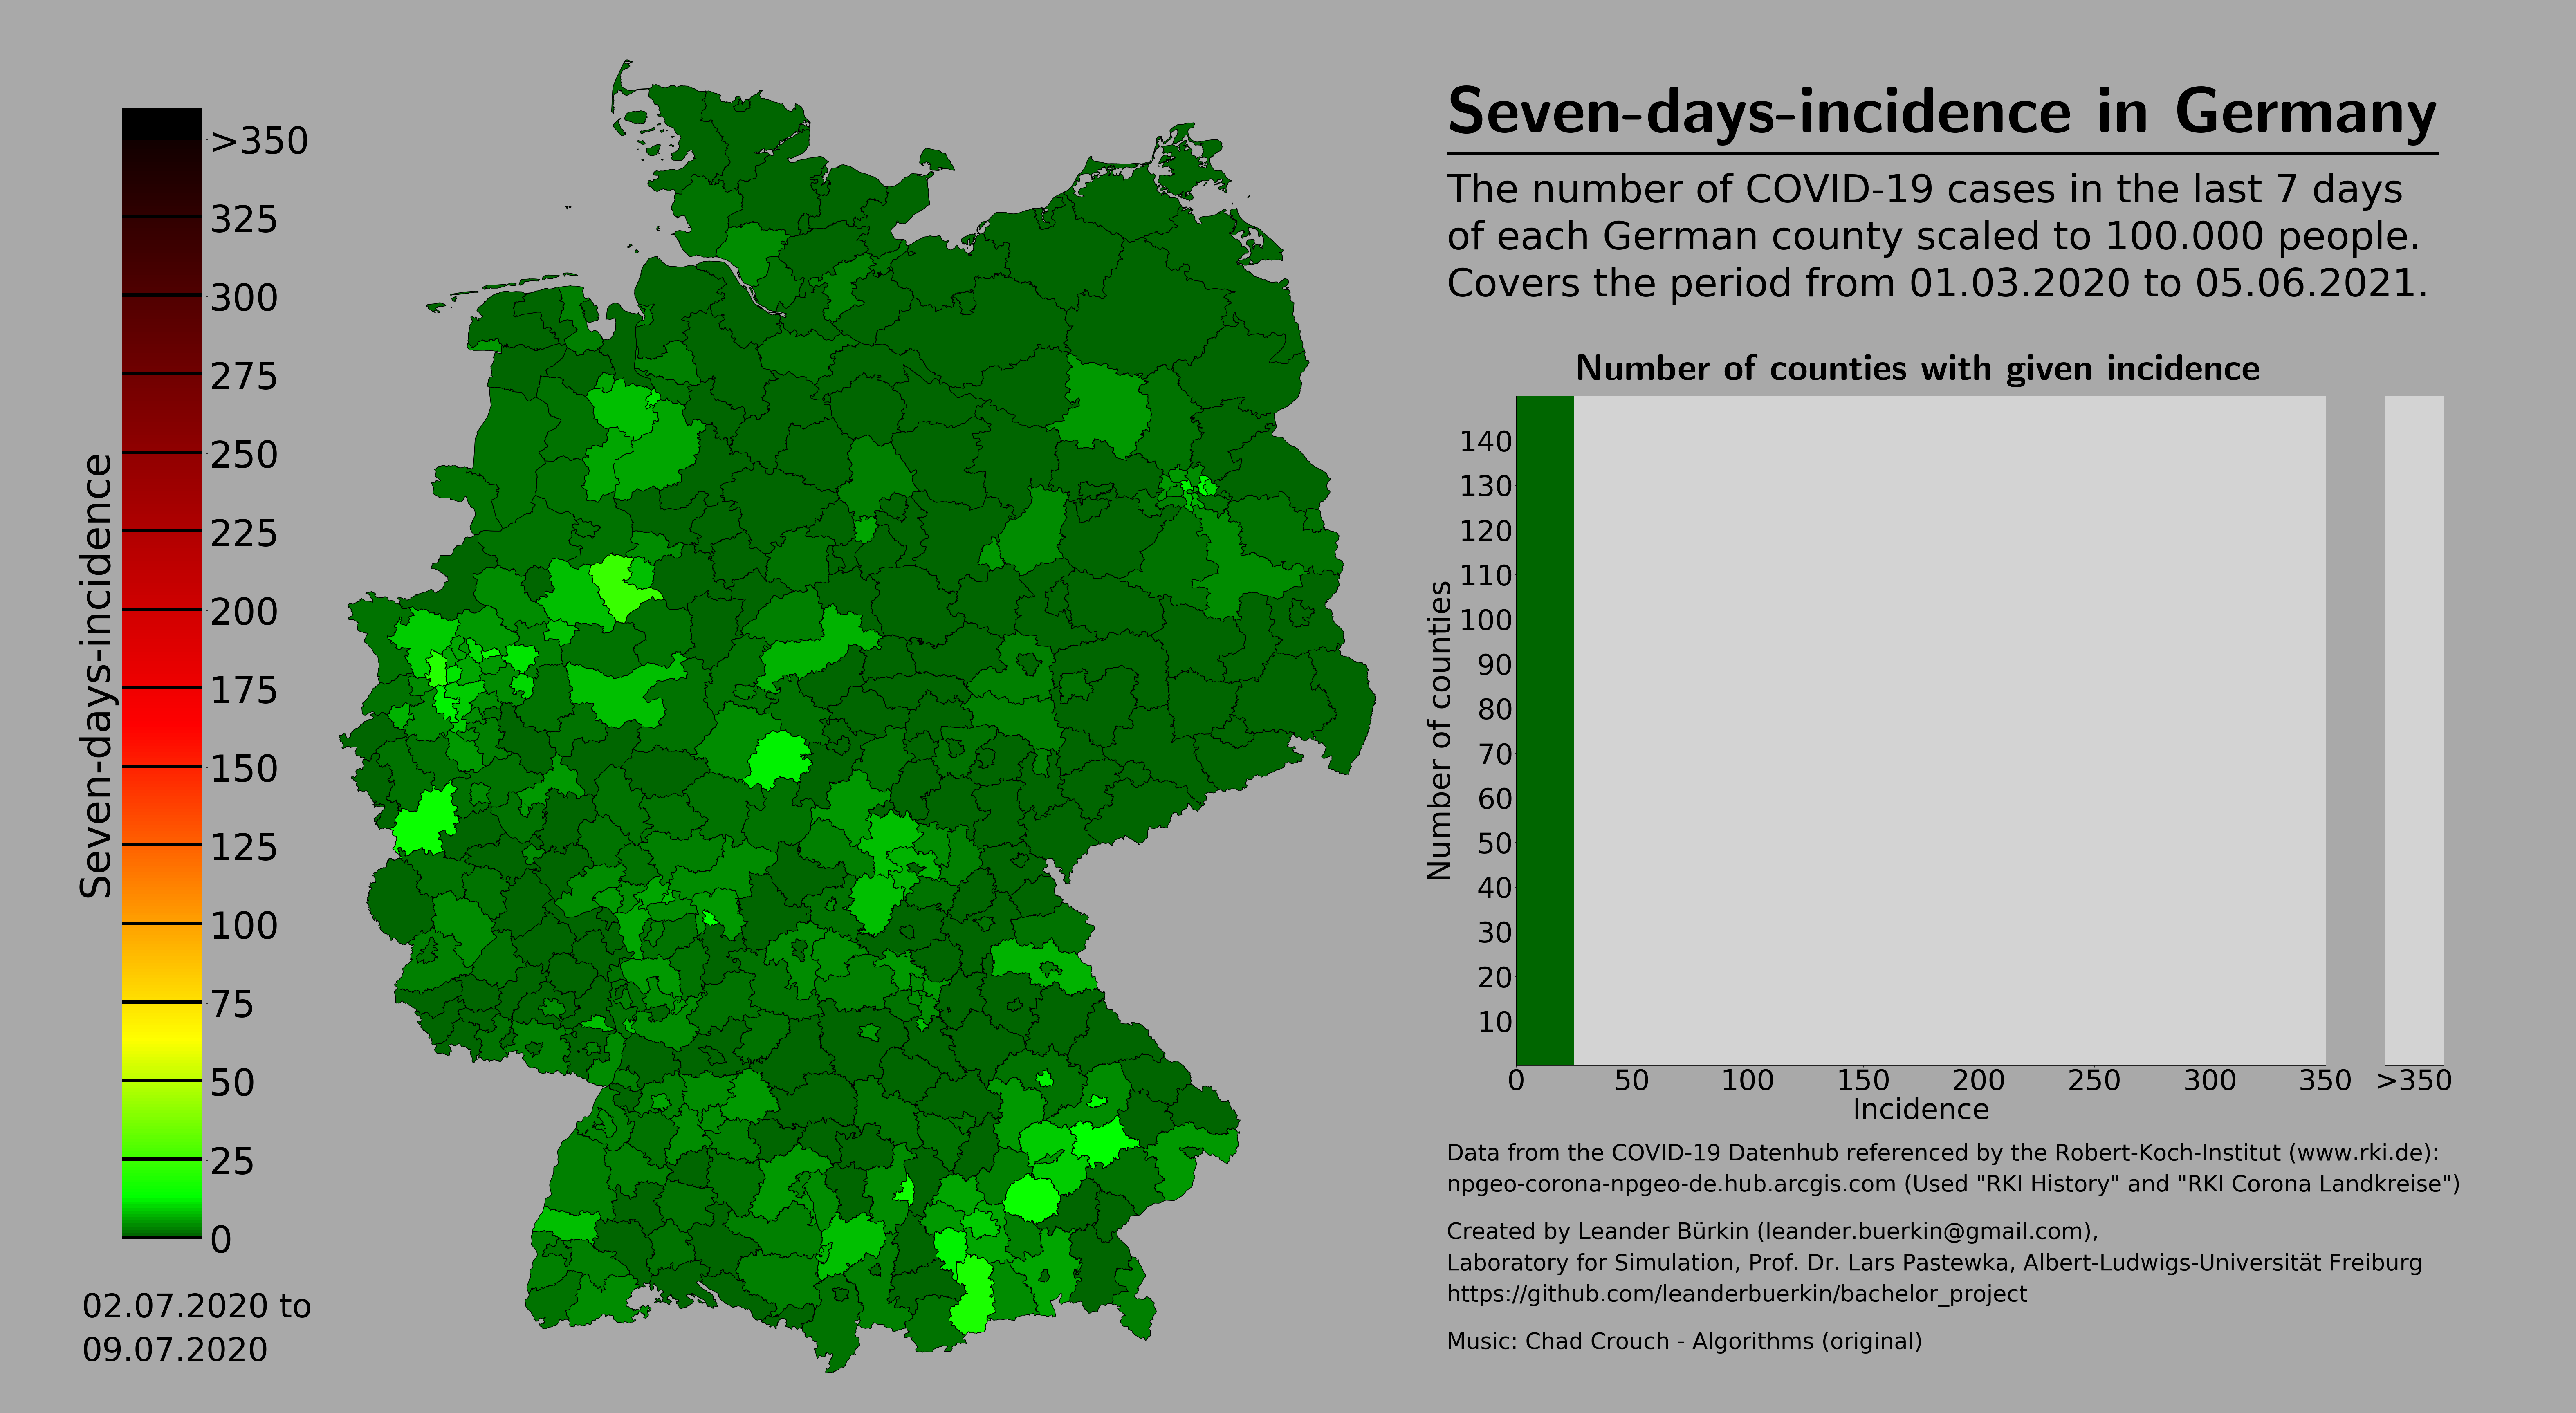 Seven-days-incidence in Germany
The number of COVID-19 cases in the last 7 days
of each German county scaled to 100.000 people.
Covers the period from 01.03.2020 to 05.06.2021.
Seven-days-incidence
>350
325
300
275
250
225
200
175
150
125
100
75
50
25
0
02.07.2020 to
09.07.2020
Number of counties with given incidence
Number of counties
140
130
120
110
100
90
80
70
60
50
40
30
20
10
0 50 100 150 200 250 300 350 >350
Incidence
Data from the COVID-19 Datenhub referenced by the Robert-Koch-Institut (www.rki.de):
npgeo-corona-npgeo-de.hub.arcgis.com (Used "RKI History" and "RKI Corona Landkreise")
Created by Leander Bürkin (leander.buerkin@gmail.com),
Laboratory for Simulation, Prof. Dr. Lars Pastewka, Albert-Ludwigs-Universität Freiburg
https://github.com/leanderbuerkin/bachelor_project
Music: Chad Crouch - Algorithms (original)